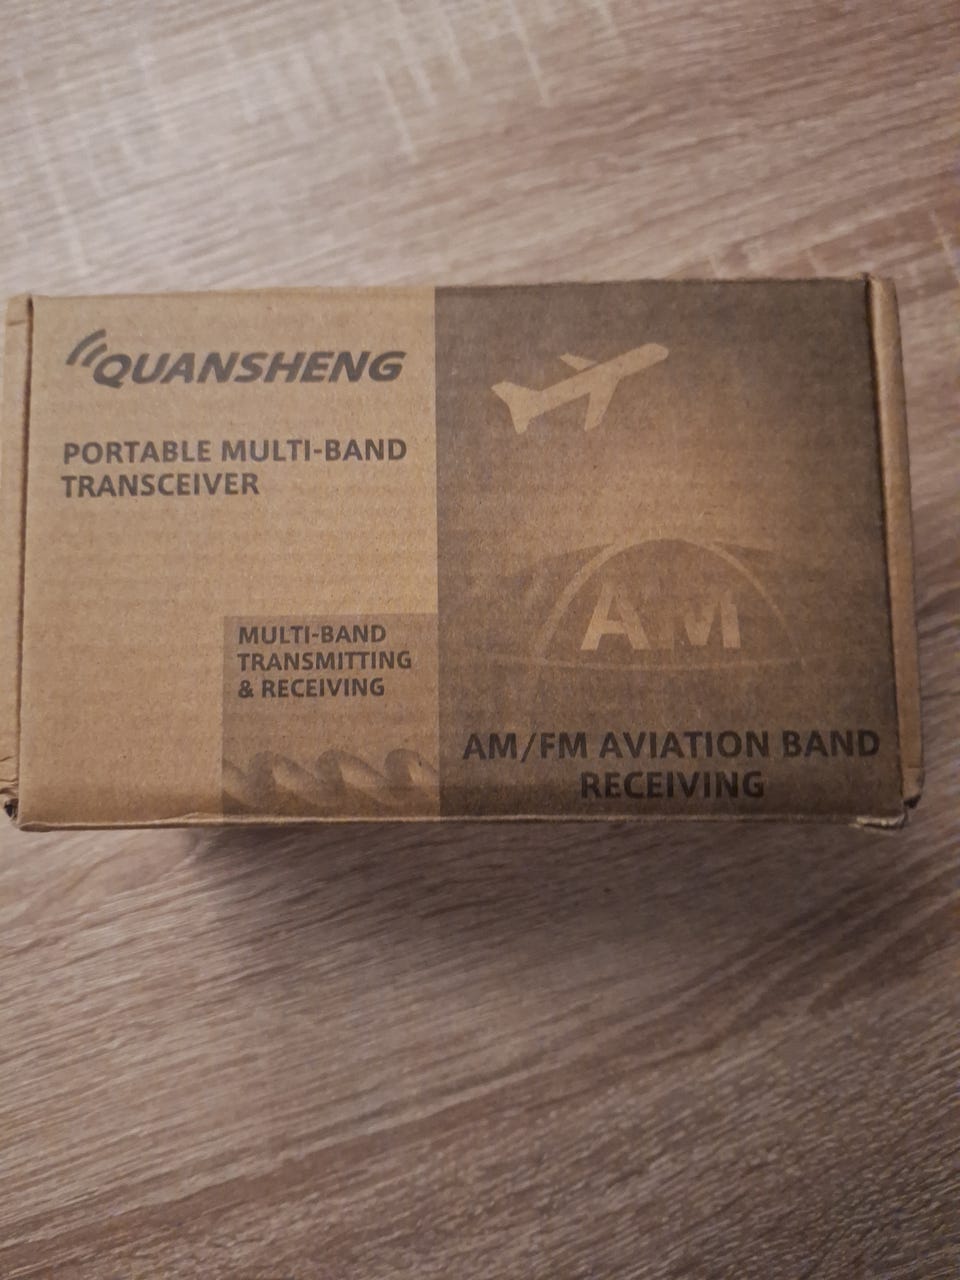 QUANSHENG
PORTABLE MULTI-BAND
TRANSCEIVER
MULTI-BAND
TRANSMITTING
& RECEIVING
AM
AM/FM AVIATION BAND
RECEIVING